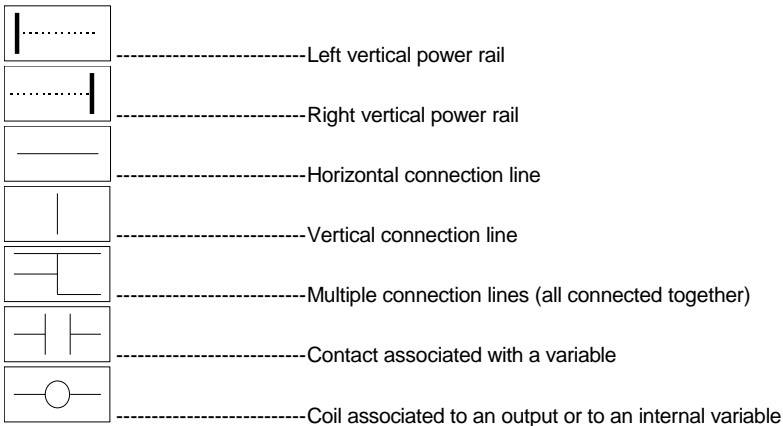 ---------------------------Left vertical power rail
---------------------------Right vertical power rail
---------------------------Horizontal connection line
---------------------------Vertical connection line
---------------------------Multiple connection lines (all connected together)
---------------------------Contact associated with a variable
---------------------------Coil associated to an output or to an internal variable